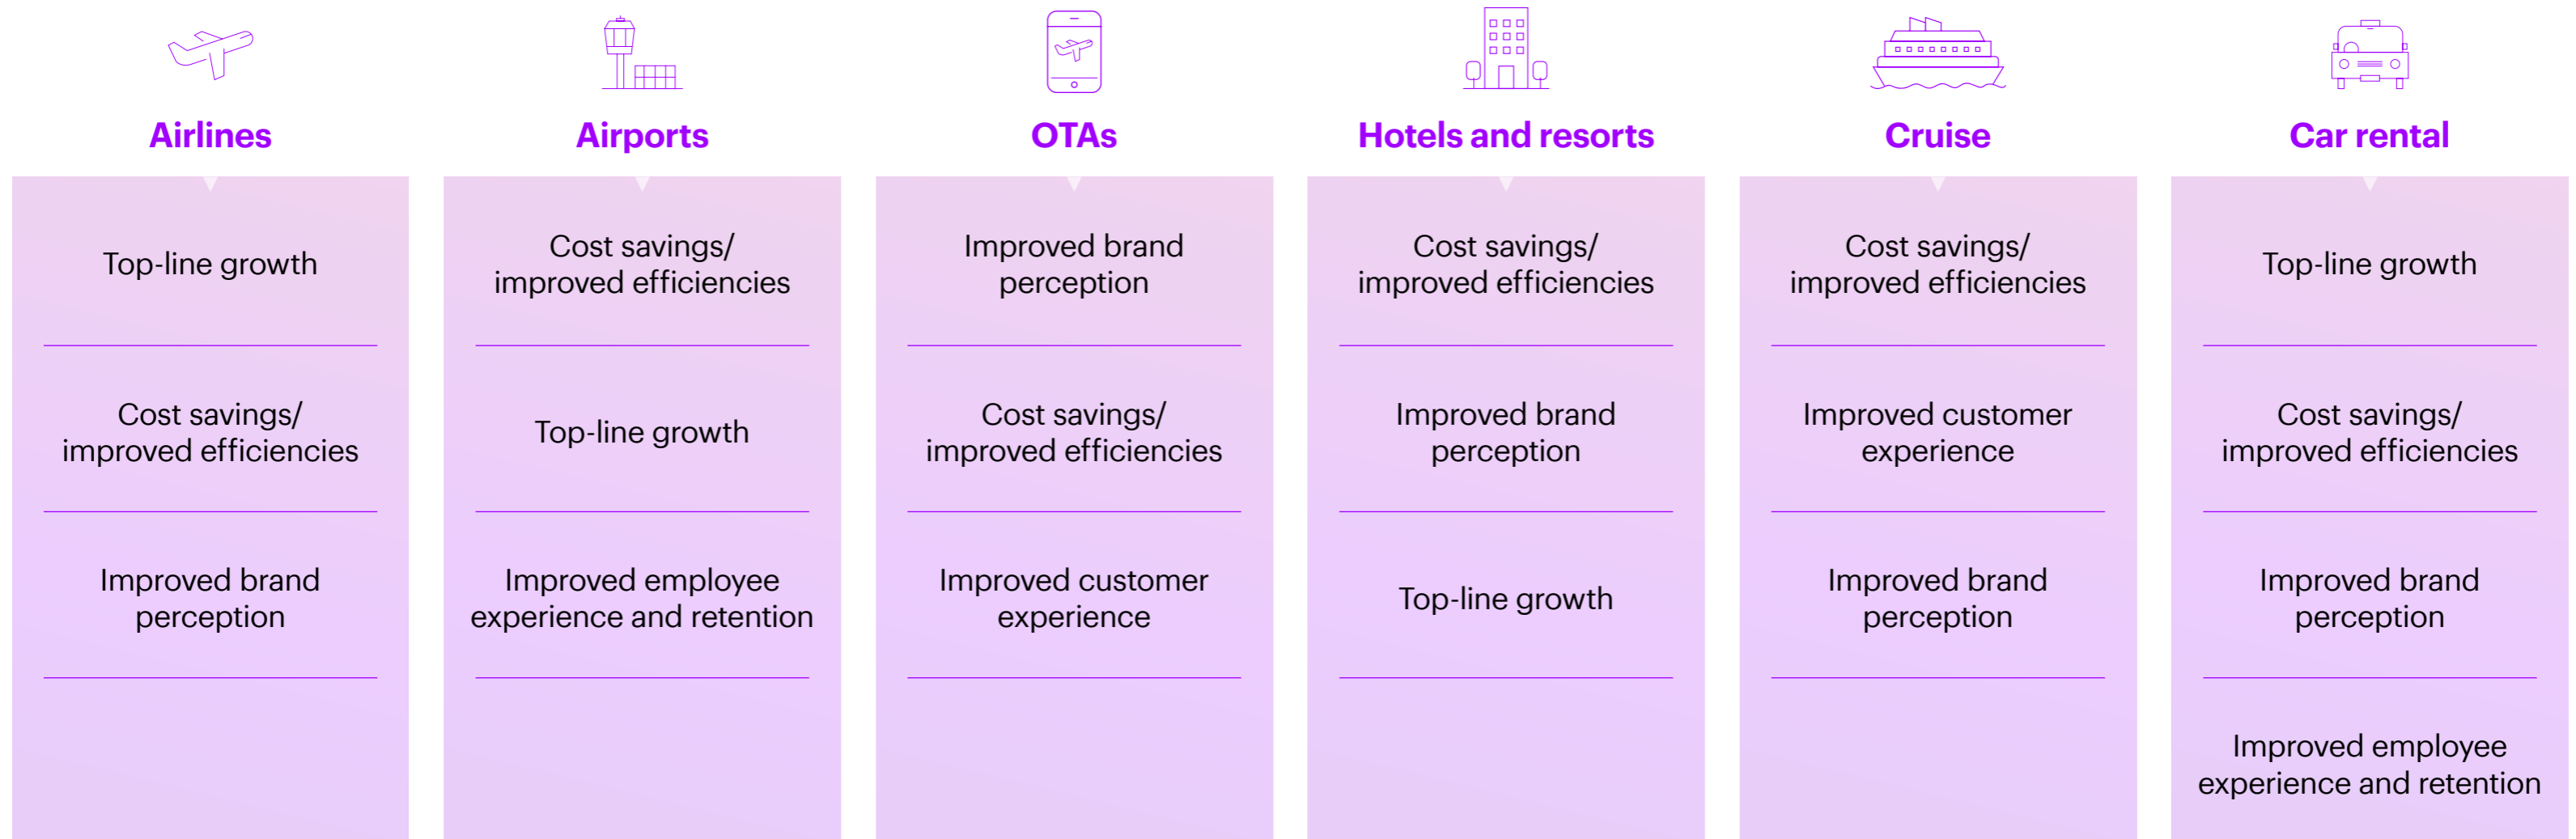 Airlines
Top-line growth
Cost savings/
improved efficiencies
Improved brand
perception
Airports
Cost savings/
improved efficiencies
Top-line growth
Improved employee
experience and retention
OTAs
Improved brand
perception
Cost savings/
improved efficiencies
Improved customer
experience
Hotels and resorts
Cost savings/
improved efficiencies
Improved brand
perception
Top-line growth
Cruise
Cost savings/
improved efficiencies
Improved customer
experience
Improved brand
perception
Car rental
Top-line growth
Cost savings/
improved efficiencies
Improved brand
perception
Improved employee
experience and retention